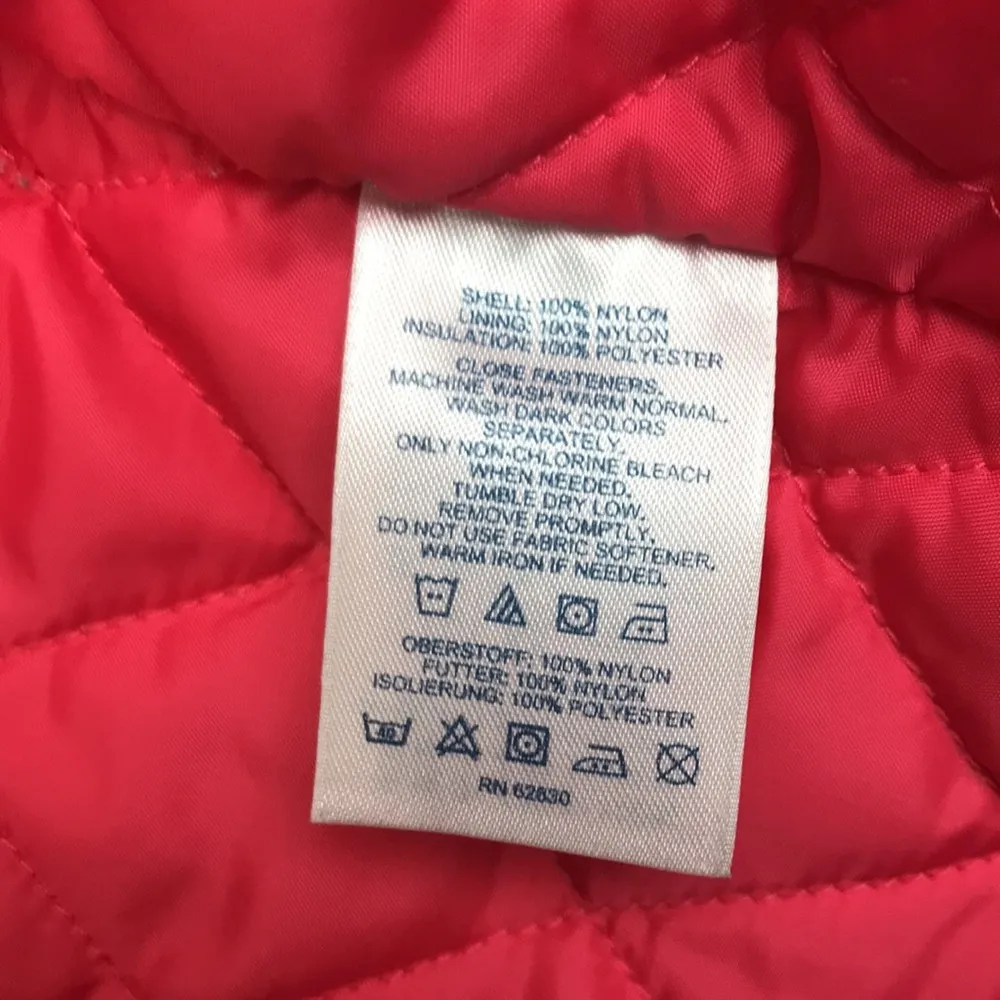 SHELL: 100% NYLON
LINING: 100% NYLON
INSULATION: 100% POLYESTER
CLOSE FASTENERS.
MACHINE WASH WARM NORMAL.
WASH DARK COLORS
SEPARATELY.
ONLY NON-CHLORINE BLEACH
WHEN NEEDED.
TUMBLE DRY LOW.
REMOVE PROMPTLY.
DO NOT USE FABRIC SOFTENER.
WARM IRON IF NEEDED.
OBERSTOFF: 100% NYLON
FUTTER: 100% NYLON
ISOLIERUNG: 100% POLYESTER
40
RN 62830